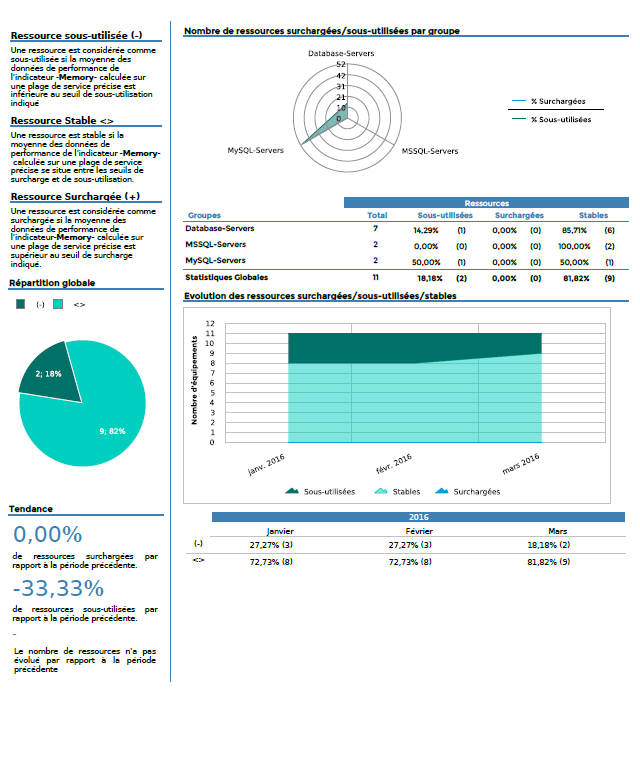 Ressource sous-utilisée (-)
Une ressource est considérée comme
sous-utilisée si la moyenne des
données de performance de
l'indicateur -Memory- calculée sur
une plage de service précise est
inférieure au seuil de sous-utilisation
indiqué
Ressource Stable <>
Une ressource est stable si la
moyenne des données de
performance de l'indicateur -Memory-
calculée sur une plage de service
précise se situe entre les seuils de
surcharge et de sous-utilisation.
Ressource Surchargée (+)
Une ressource est considérée comme
surchargée si la moyenne des
données de performance de
l'indicateur-Memory- calculée sur
une plage de service précise est
supérieur au seuil de surcharge
indiqué.
Répartition globale
(-) <>
2; 18%
9; 82%
Tendance
0,00%
de ressources surchargées par
rapport à la période précédente.
-33,33%
de ressources sous-utilisées par
rapport à la période précédente.
-
Le nombre de ressources n'a pas
évolué par rapport à la période
précédente
Nombre de ressources surchargées/sous-utilisées par groupe
Database-Servers
52
42
31
21
10
0
MySQL-Servers
MSSQL-Servers
% Surchargées
% Sous-utilisées
Ressources
Groupes Total Sous-utilisées Surchargées Stables
Database-Servers 7 14,29% (1) 0,00% (0) 85,71% (6)
MSSQL-Servers 2 0,00% (0) 0,00% (0) 100,00% (2)
MySQL-Servers 2 50,00% (1) 0,00% (0) 50,00% (1)
Statistiques Globales 11 18,18% (2) 0,00% (0) 81,82% (9)
Evolution des ressources surchargées/sous-utilisées/stables
Nombre d'équipements
12
11
10
9
8
7
6
5
4
3
2
1
0
janv. 2016
févr. 2016
mars 2016
Sous-utilisées Stables Surchargées
2016
Janvier Février Mars
(-) 27,27% (3) 27,27% (3) 18,18% (2)
<> 72,73% (8) 72,73% (8) 81,82% (9)